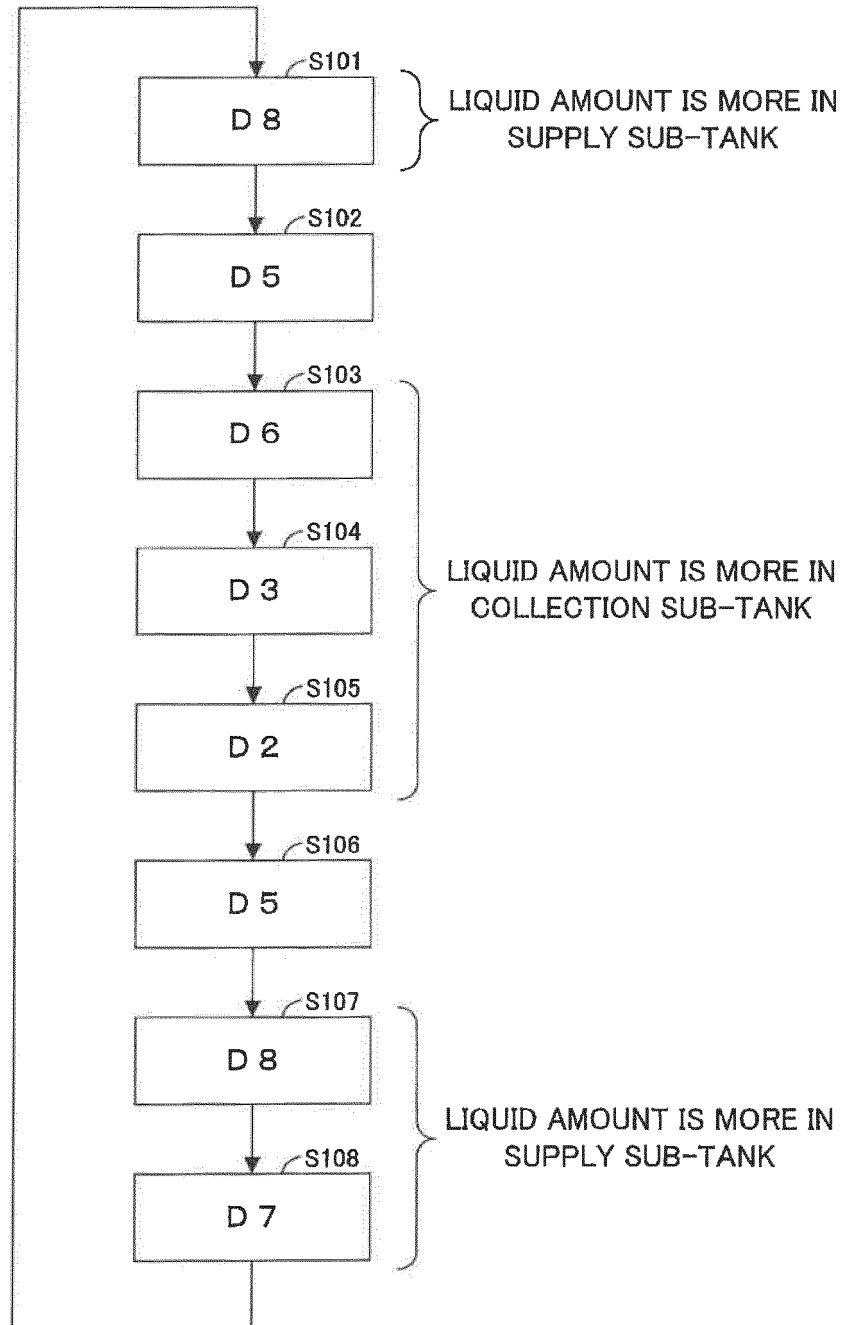 S101
D 8
LIQUID AMOUNT IS MORE IN
SUPPLY SUB-TANK
S102
D 5
S103
D 6
S104
D 3
LIQUID AMOUNT IS MORE IN
COLLECTION SUB-TANK
S105
D 2
S106
D 5
S107
D 8
LIQUID AMOUNT IS MORE IN
SUPPLY SUB-TANK
S108
D 7